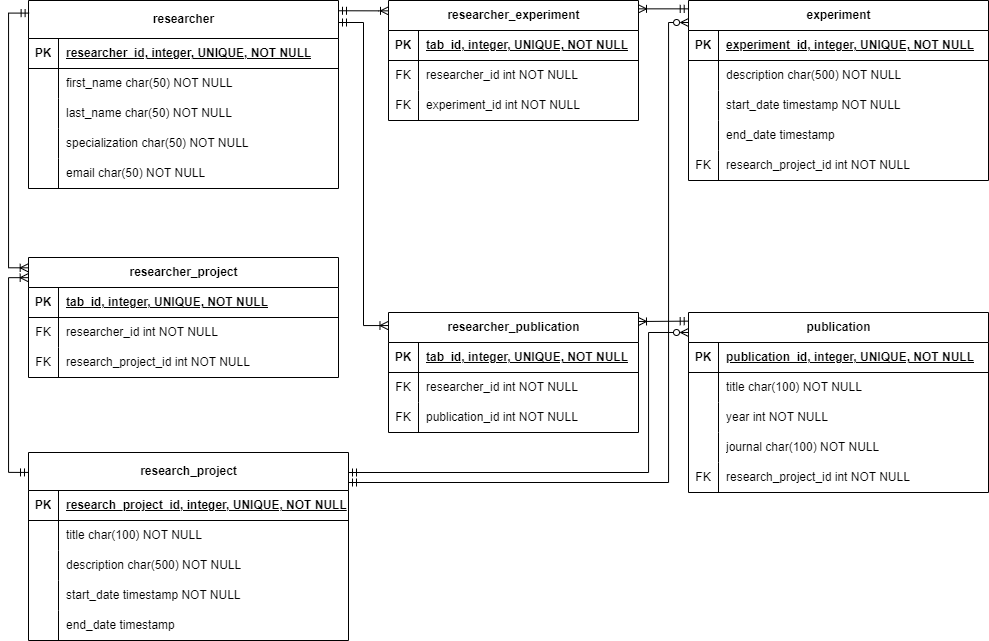 researcher
PK researcher_id, integer, UNIQUE, NOT NULL
first_name char(50) NOT NULL
last_name char(50) NOT NULL
specialization char(50) NOT NULL
email char(50) NOT NULL
researcher_experiment
PK tab_id, integer, UNIQUE, NOT NULL
FK researcher_id int NOT NULL
FK experiment_id int NOT NULL
experiment
PK experiment_id, integer, UNIQUE, NOT NULL
description char(500) NOT NULL
start_date timestamp NOT NULL
end_date timestamp
FK research_project_id int NOT NULL
researcher_project
PK tab_id, integer, UNIQUE, NOT NULL
FK researcher_id int NOT NULL
FK research_project_id int NOT NULL
researcher_publication
PK tab_id, integer, UNIQUE, NOT NULL
FK researcher_id int NOT NULL
FK publication_id int NOT NULL
publication
PK publication_id, integer, UNIQUE, NOT NULL
title char(100) NOT NULL
year int NOT NULL
journal char(100) NOT NULL
FK research_project_id int NOT NULL
research_project
PK research_project_id, integer, UNIQUE, NOT NULL
title char(100) NOT NULL
description char(500) NOT NULL
start_date timestamp NOT NULL
end_date timestamp